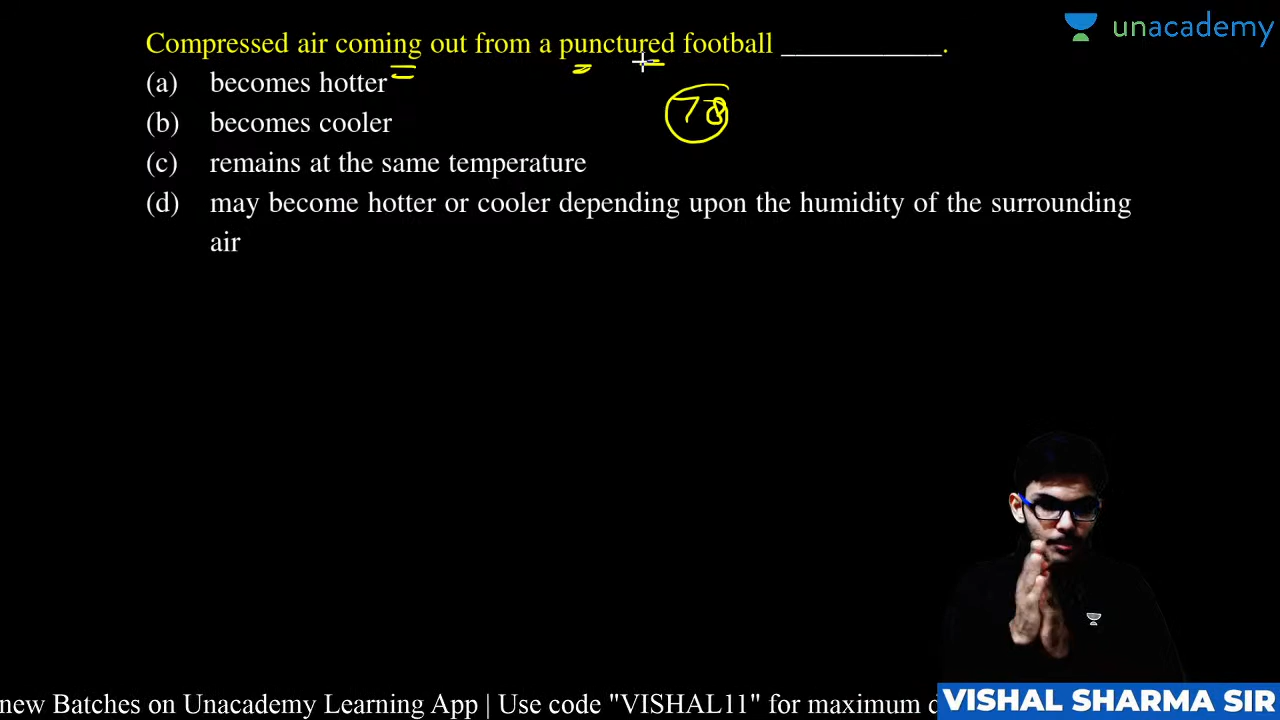 unacademy
Compressed air coming out from a punctured football ___________.
(a) becomes hotter
(b) becomes cooler
78
(c) remains at the same temperature
(d) may become hotter or cooler depending upon the humidity of the surrounding
air
new Batches on Unacademy Learning App | Use code "VISHAL11" for maximum
VISHAL SHARMA SIR